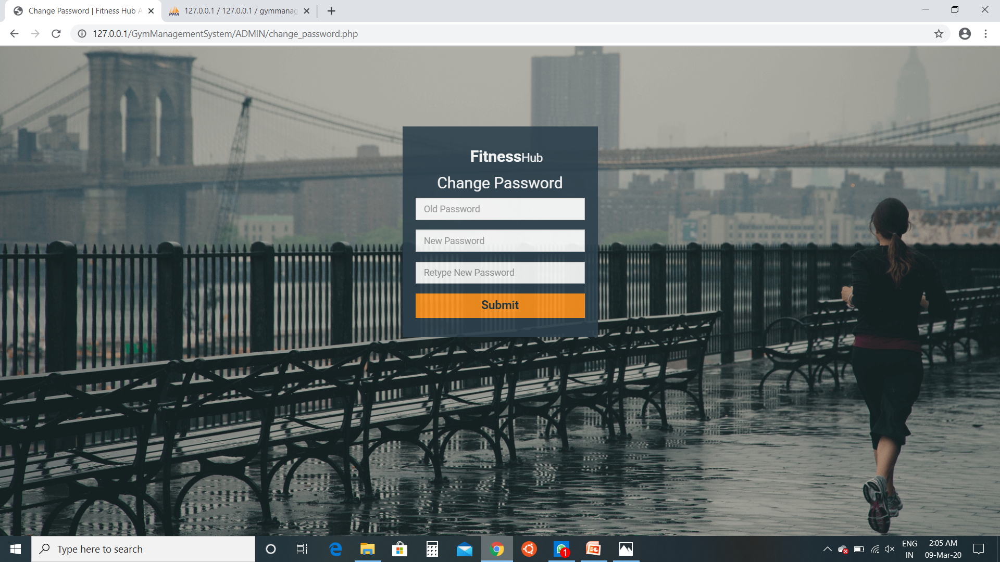 Change Password | Fitness Hub A
PMA 127.0.0.1 / 127.0.0.1 / gymmanag
127.0.0.1/GymManagementSystem/ADMIN/change_password.php
FitnessHub
Change Password
Old Password
New Password
Retype New Password
Submit
Type here to search
1
ENG
IN
2:05 AM
09-Mar-20